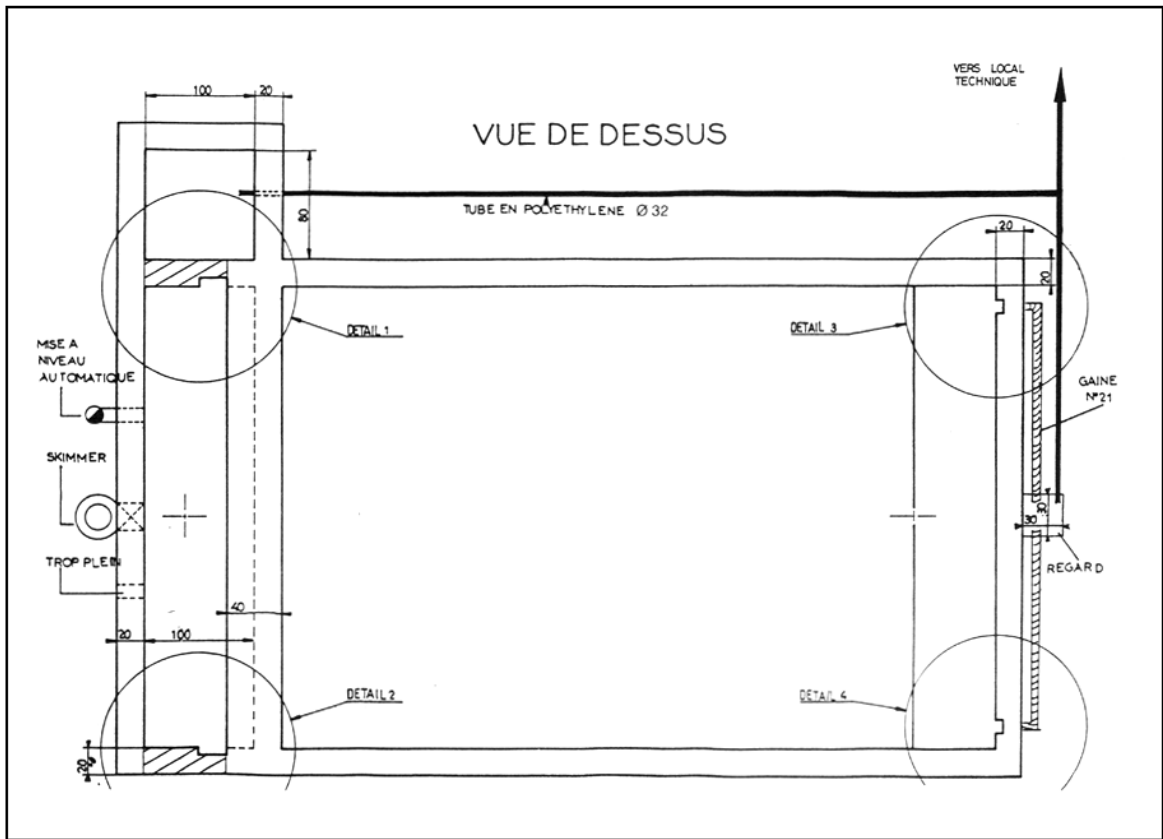 VERS LOCAL
TECHNIQUE
100
20
VUE DE DESSUS
80
TUBE EN POLYETHYLENE Ø 32
20
20
DETAIL 1
DETAIL 3
MISE A
NIVEAU
AUTOMATIQUE
GAINE
N°21
SKIMMER
30
30
TROP PLEIN
REGARD
40
20
100
DETAIL 2
DETAIL 4
20